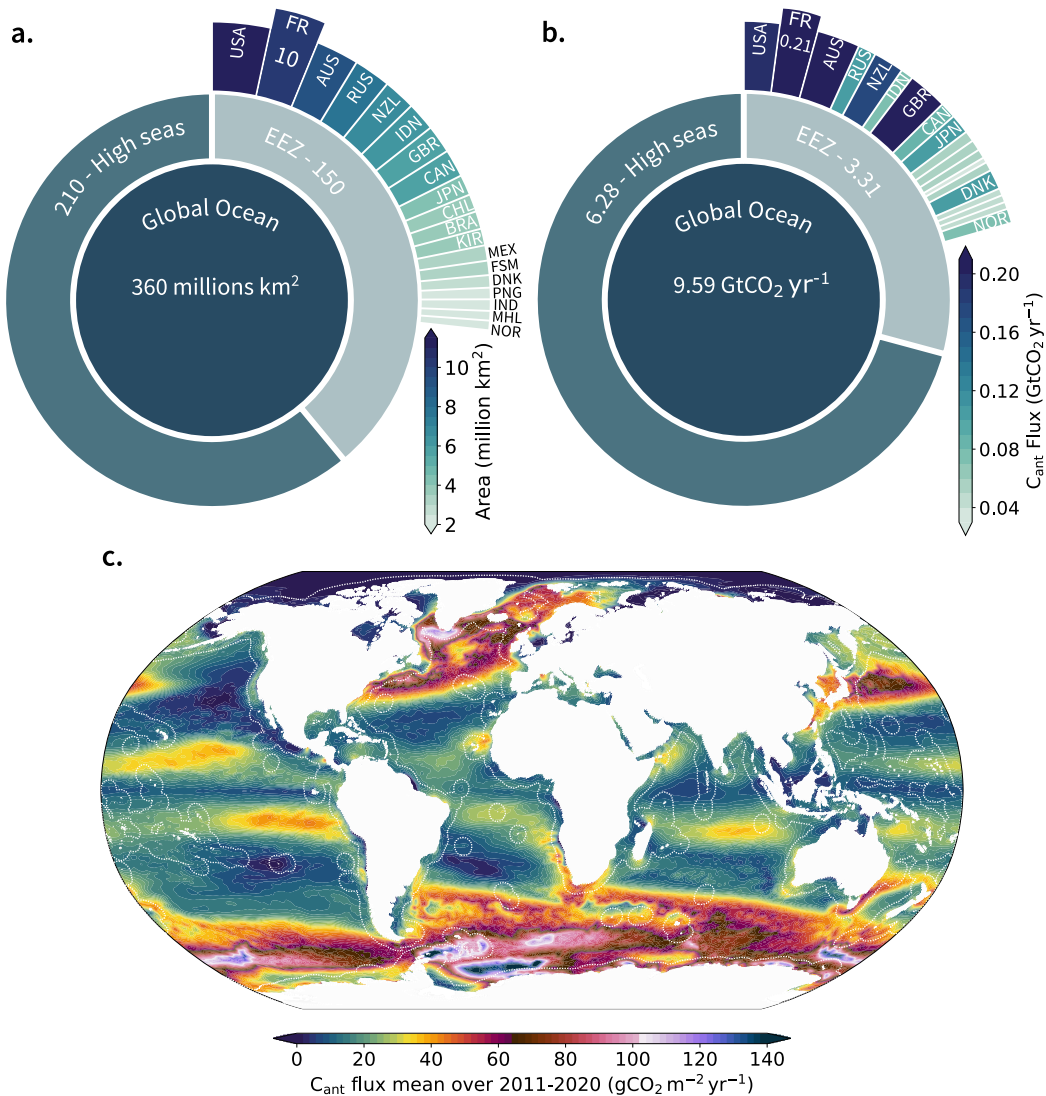 a.
USA
FR
10
AUS
RUS
NZL
IDN
GBR
CAN
JPN
CHL
BRA
KIR
MEX
FSM
DNK
PNG
IND
MHL
NOR
210 - High seas
EEZ - 150
Global Ocean
360 millions km²
10
8
6
4
2
Area (million km²)
b.
USA
FR
0.21
AUS
RUS
NZL
IDN
GBR
CAN
JPN
DNK
NOR
6.28 - High seas
EEZ - 3.31
Global Ocean
9.59 GtCO₂ yr⁻¹
0.20
0.16
0.12
0.08
0.04
Cₐₙₜ Flux (GtCO₂ yr⁻¹)
c.
0 20 40 60 80 100 120 140
Cₐₙₜ flux mean over 2011-2020 (gCO₂ m⁻² yr⁻¹)